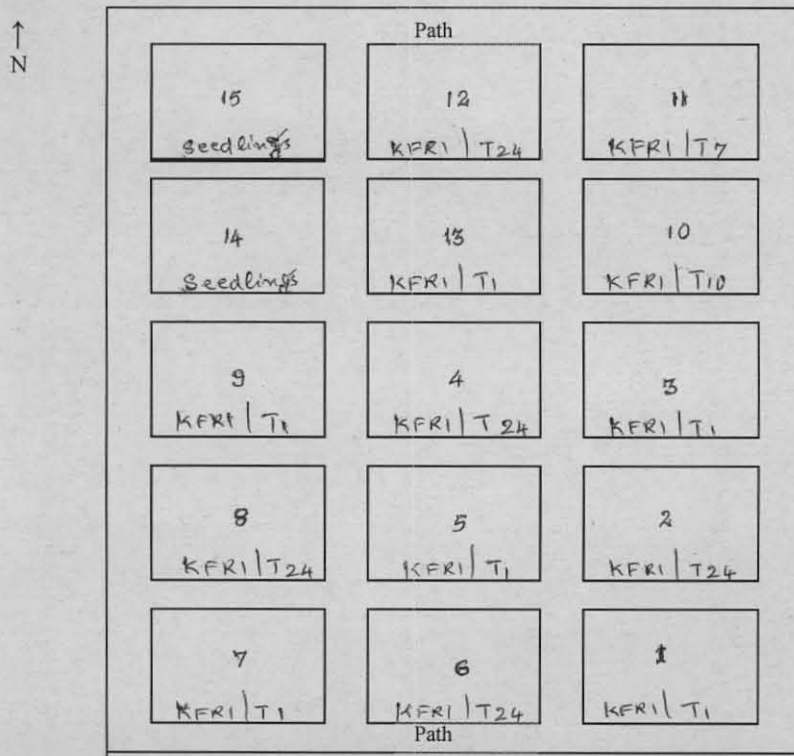 ↑
N
Path
15
Seedlings
12
KFRI | T24
11
KFRI | T7
14
Seedlings
13
KFRI | T1
10
KFRI | T10
9
KFRI | T1
4
KFRI | T24
3
KFRI | T1
8
KFRI | T24
5
KFRI | T1
2
KFRI | T24
7
KFRI | T1
6
KFRI | T24
1
KFRI | T1
Path